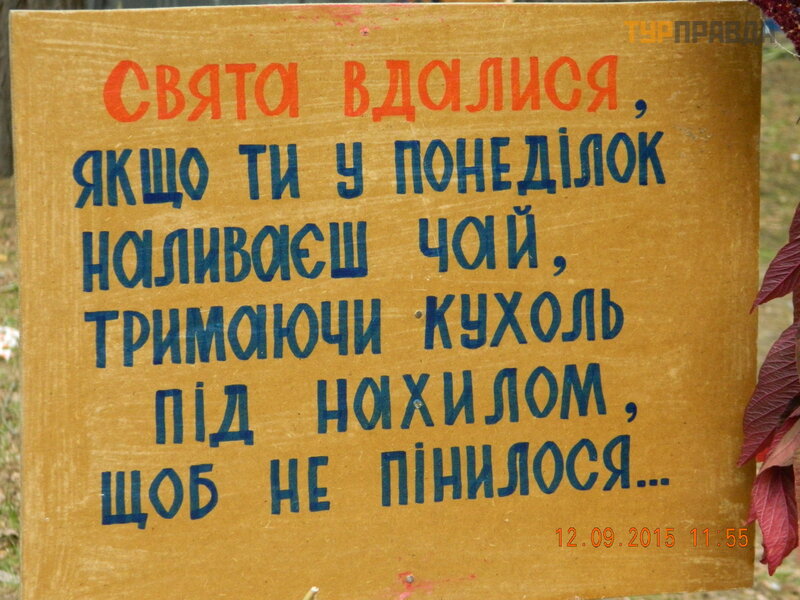 ТУРПРАВДА
СВЯТА ВДАЛИСЯ,
ЯКЩО ТИ У ПОНЕДІЛОК
НАЛИВАЄШ ЧАЙ,
ТРИМАЮЧИ КУХОЛЬ
ПІД НАХИЛОМ,
ЩОБ НЕ ПІНИЛОСЯ...
12.09.2015 11:55